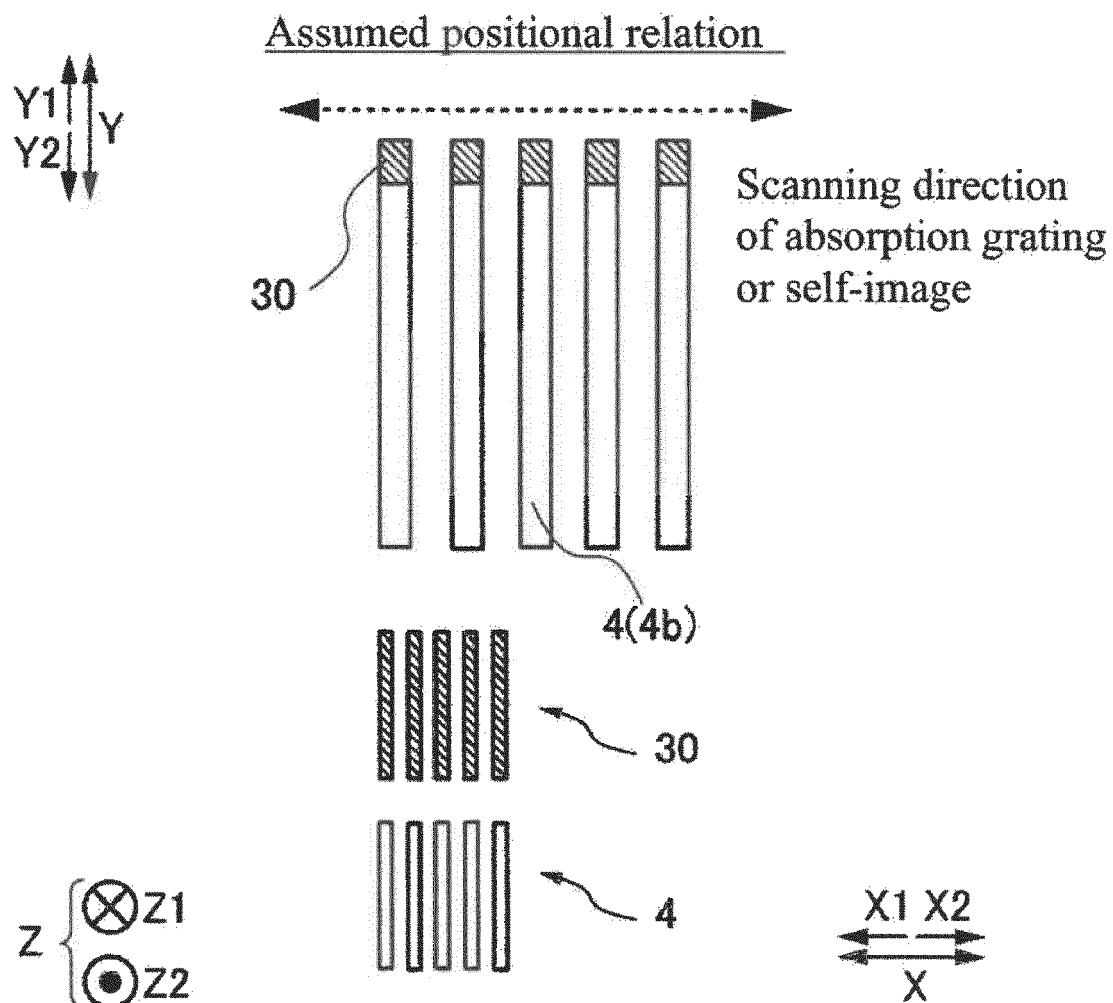 Assumed positional relation
Y1
Y
Y2
Scanning direction
of absorption grating
or self-image
30
4(4b)
30
4
Z1
Z
Z2
X1 X2
X